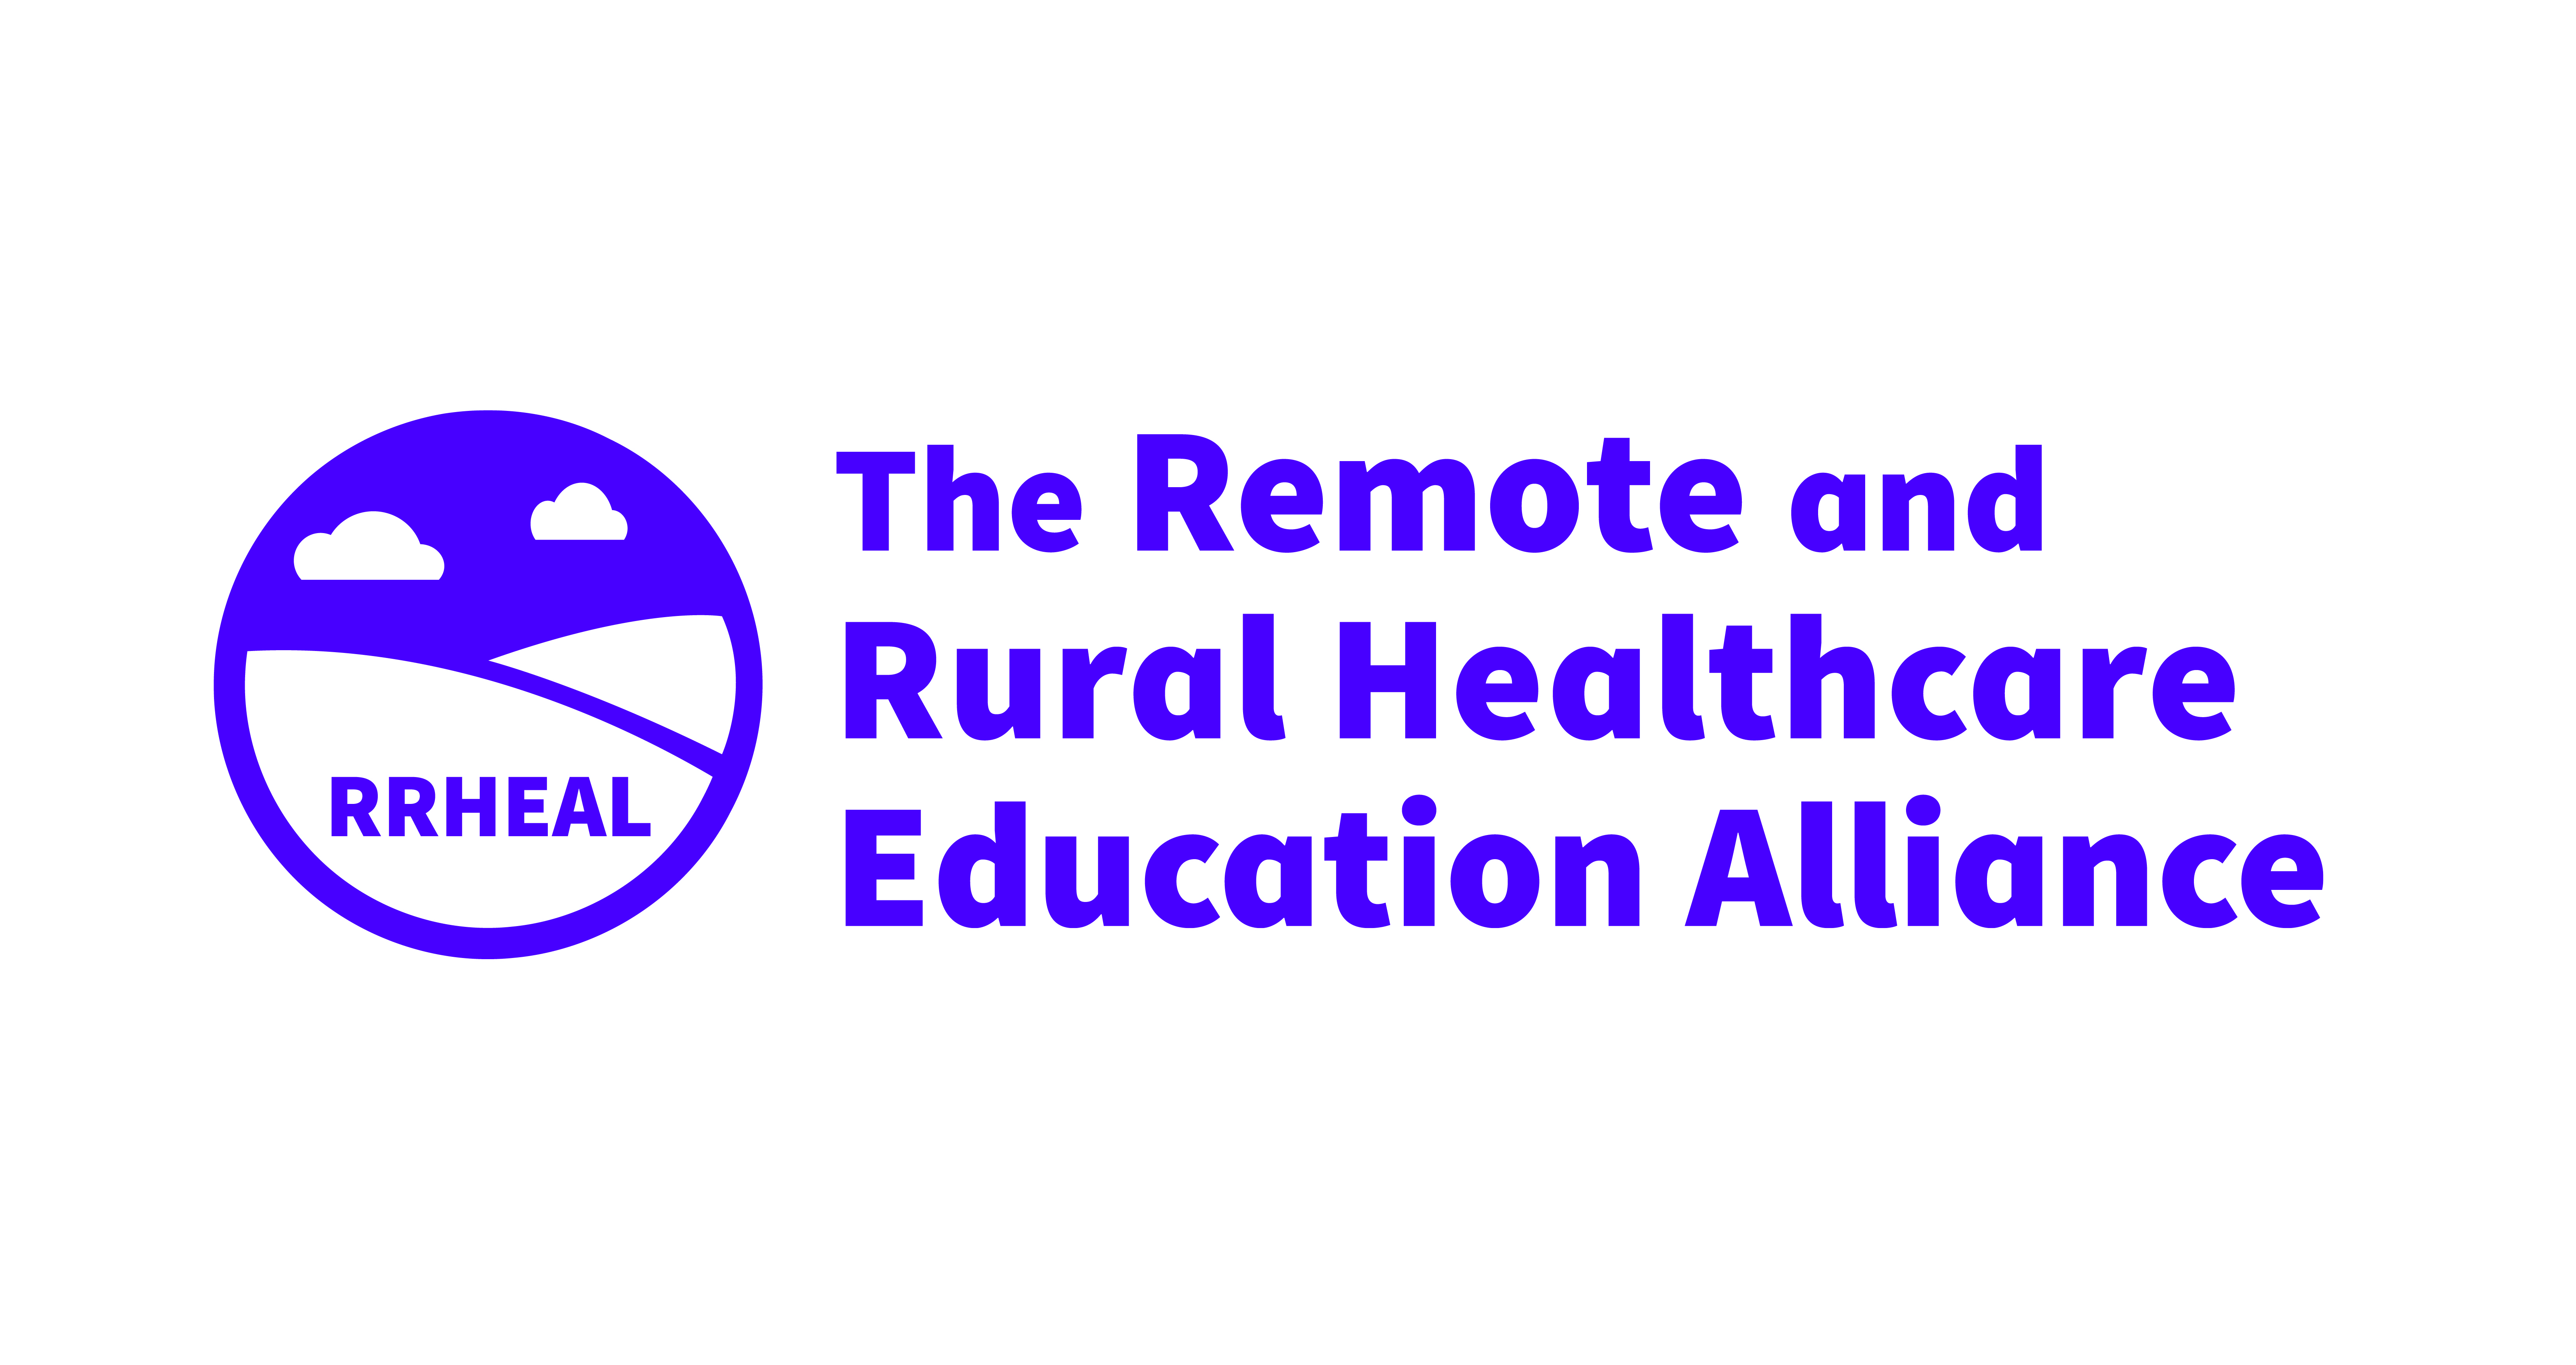 RRHEAL
The Remote and
Rural Healthcare
Education Alliance